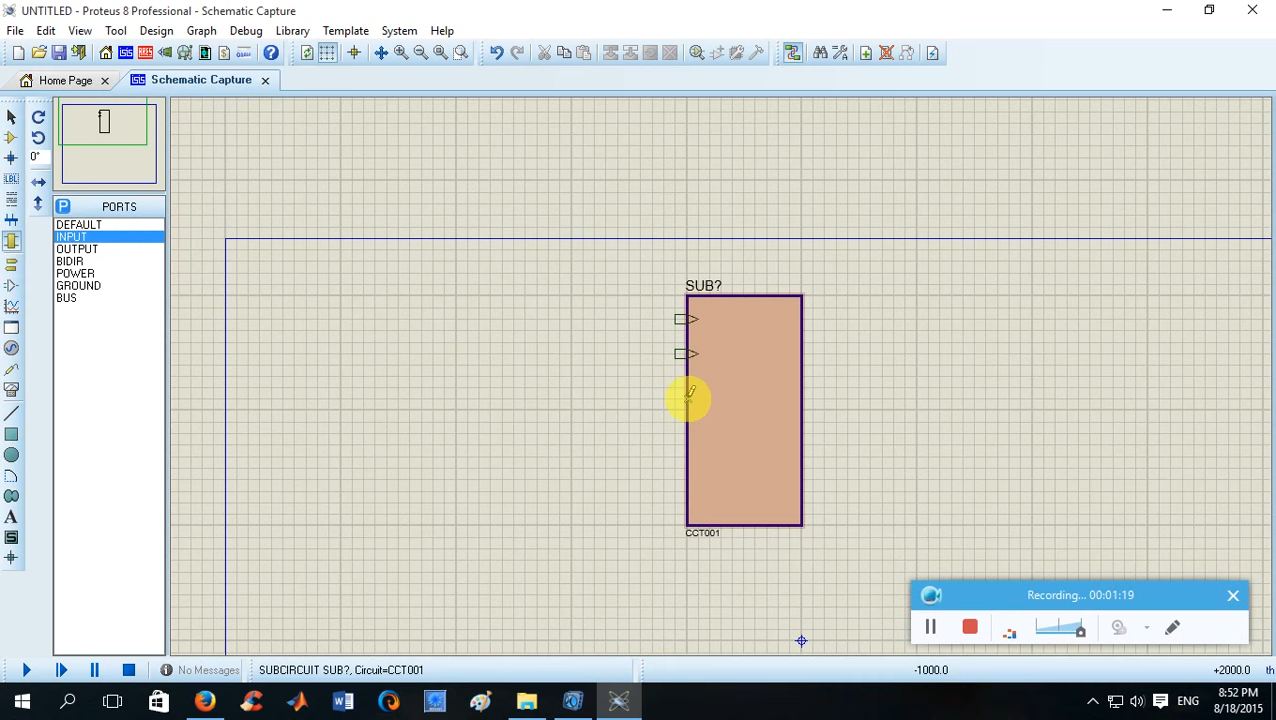 UNTITLED - Proteus 8 Professional - Schematic Capture
File Edit View Tool Design Graph Debug Library Template System Help
Home Page Schematic Capture
0°
LBL
P PORTS
DEFAULT
INPUT
OUTPUT
BIDIR
POWER
GROUND
BUS
A
S
SUB?
CCT001
Recording... 00:01:19
No Messages SUBCIRCUIT SUB?, Circuit=CCT001 -1000.0 +2000.0 th
ENG
8:52 PM
8/18/2015